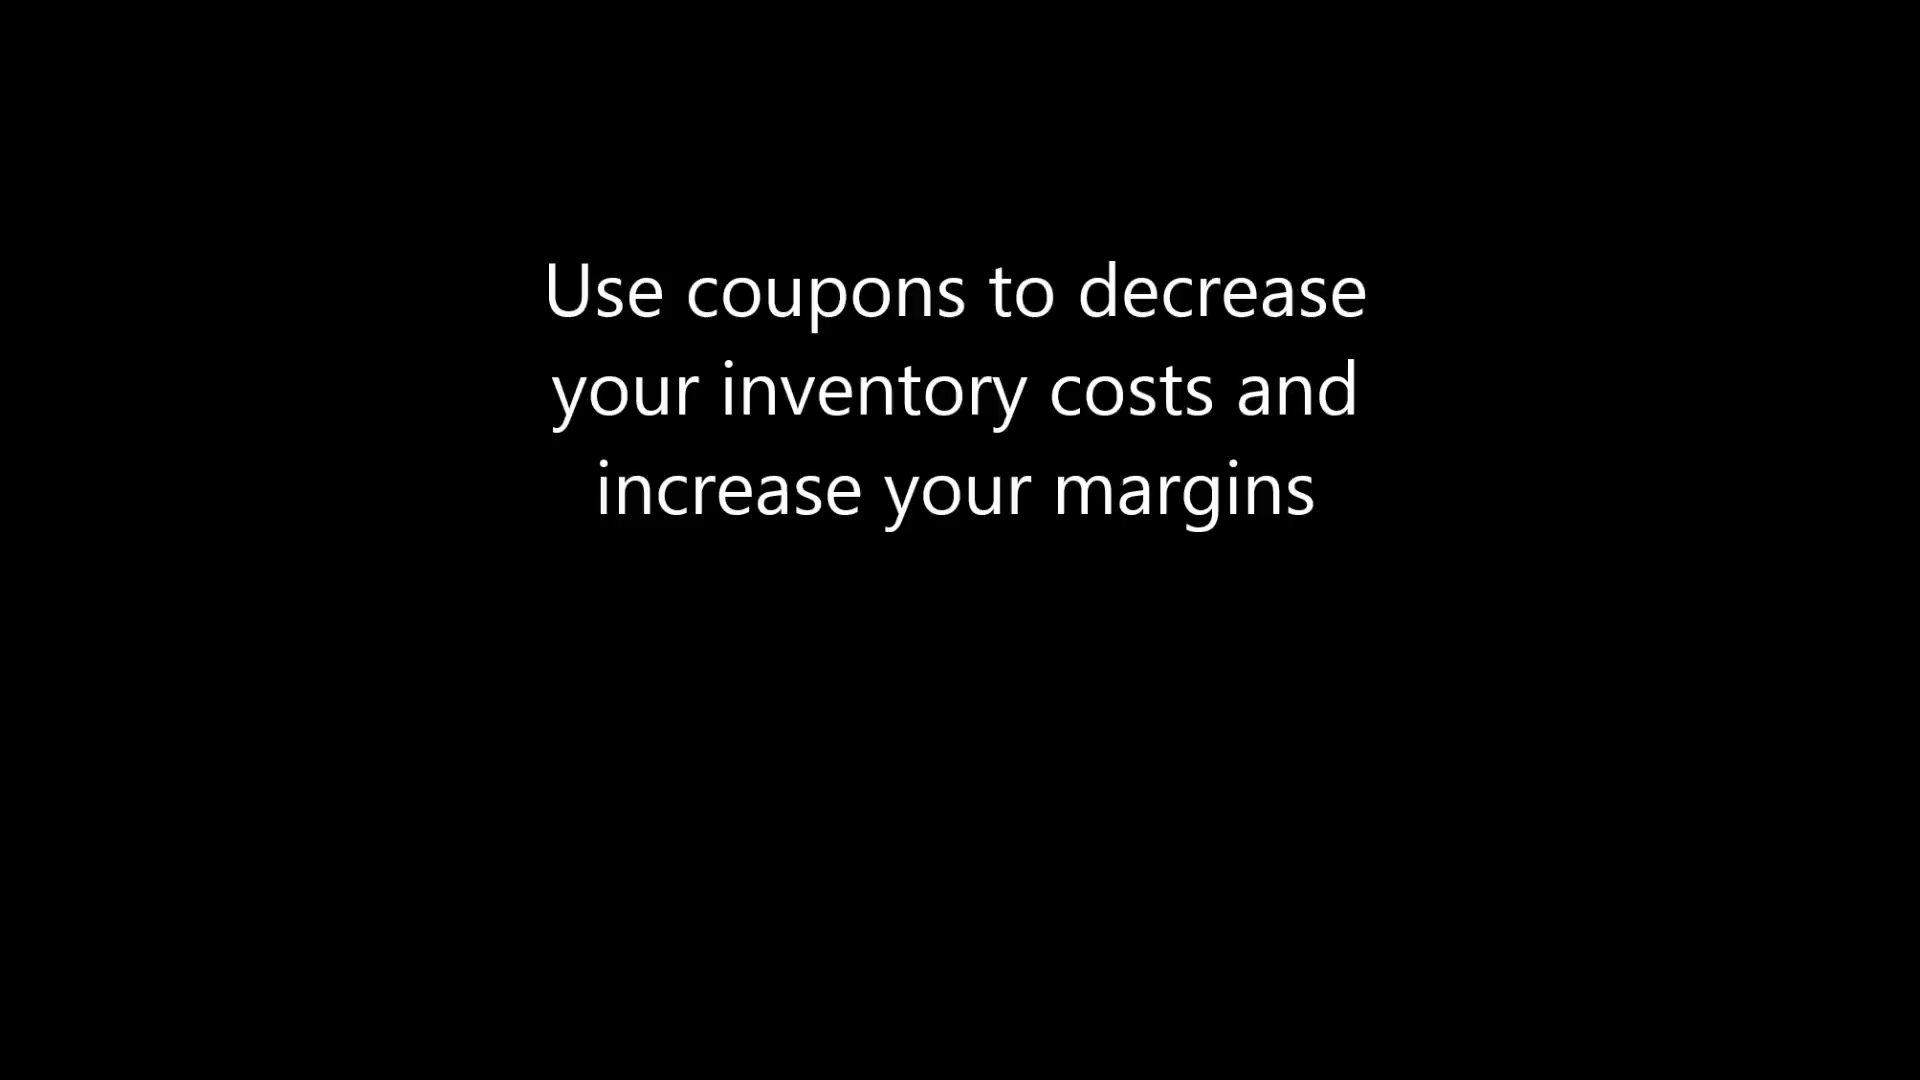 Use coupons to decrease
your inventory costs and
increase your margins